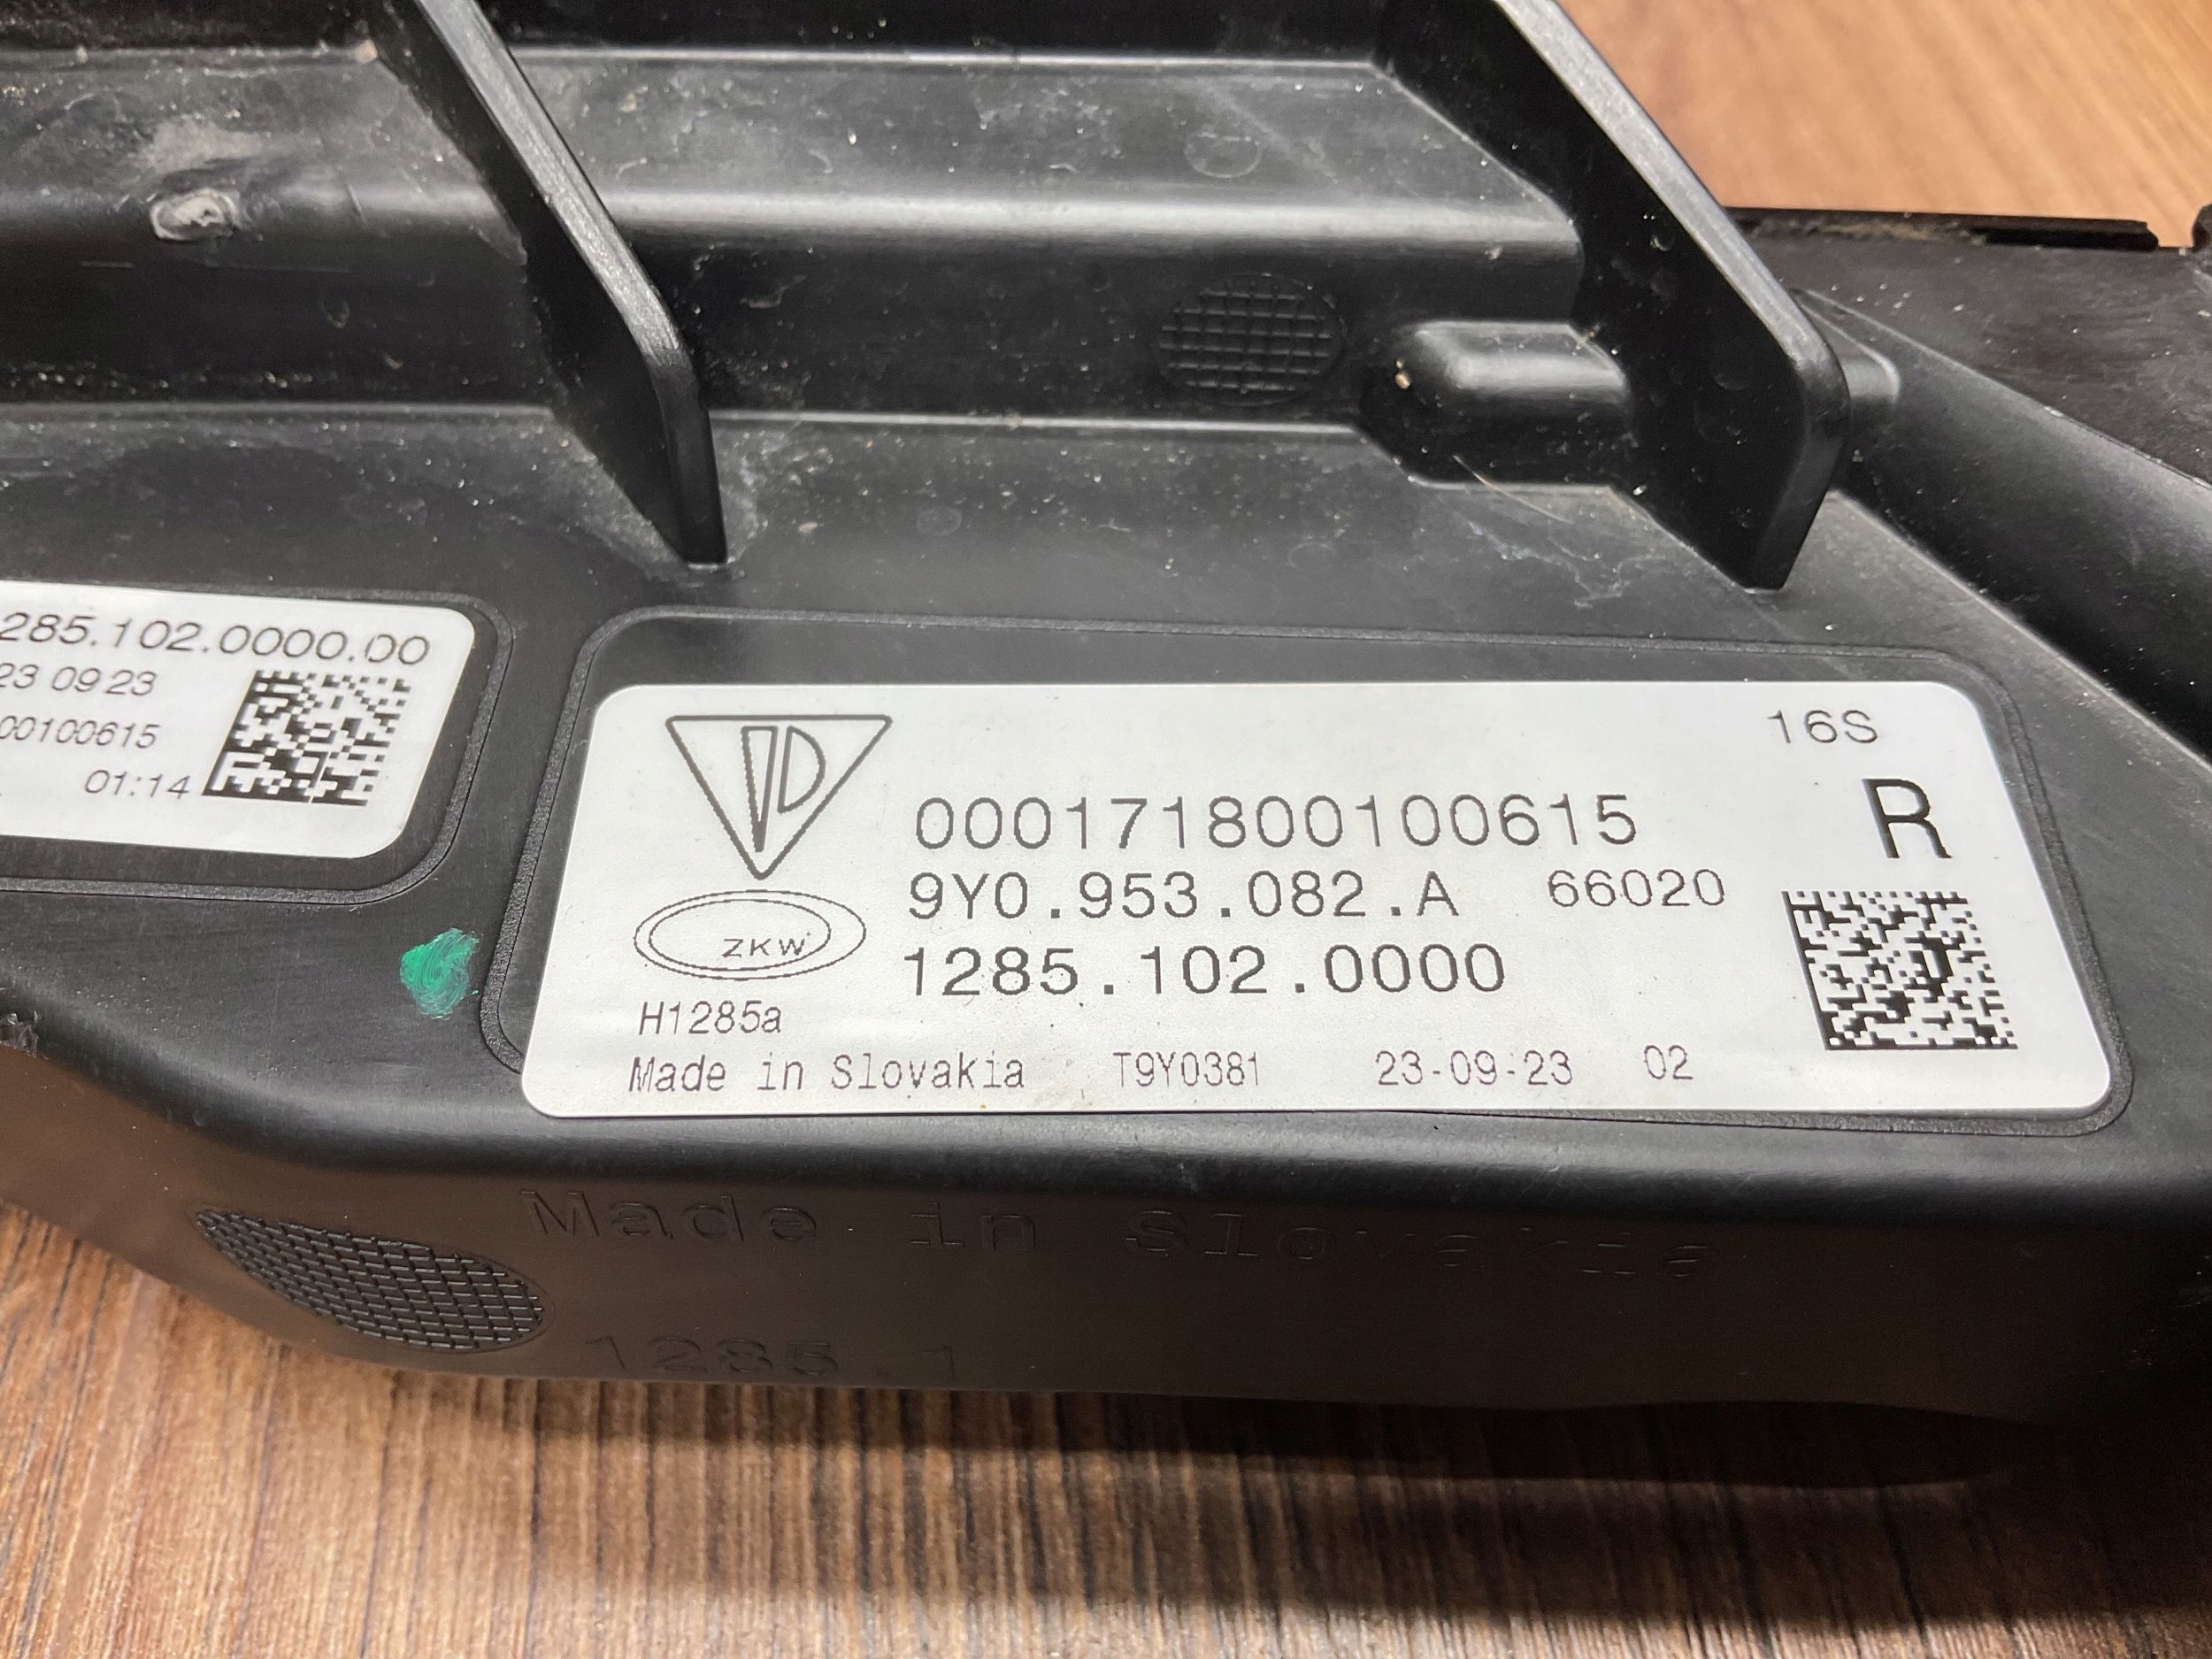 285.102.0000.00
23 09 23
00100615
01:14
16S
R
000171800100615
9Y0.953.082.A 66020
ZKW
1285.102.0000
H1285a
Made in Slovakia T9Y0381 23-09-23 02
Made in Slovakia
1285.1